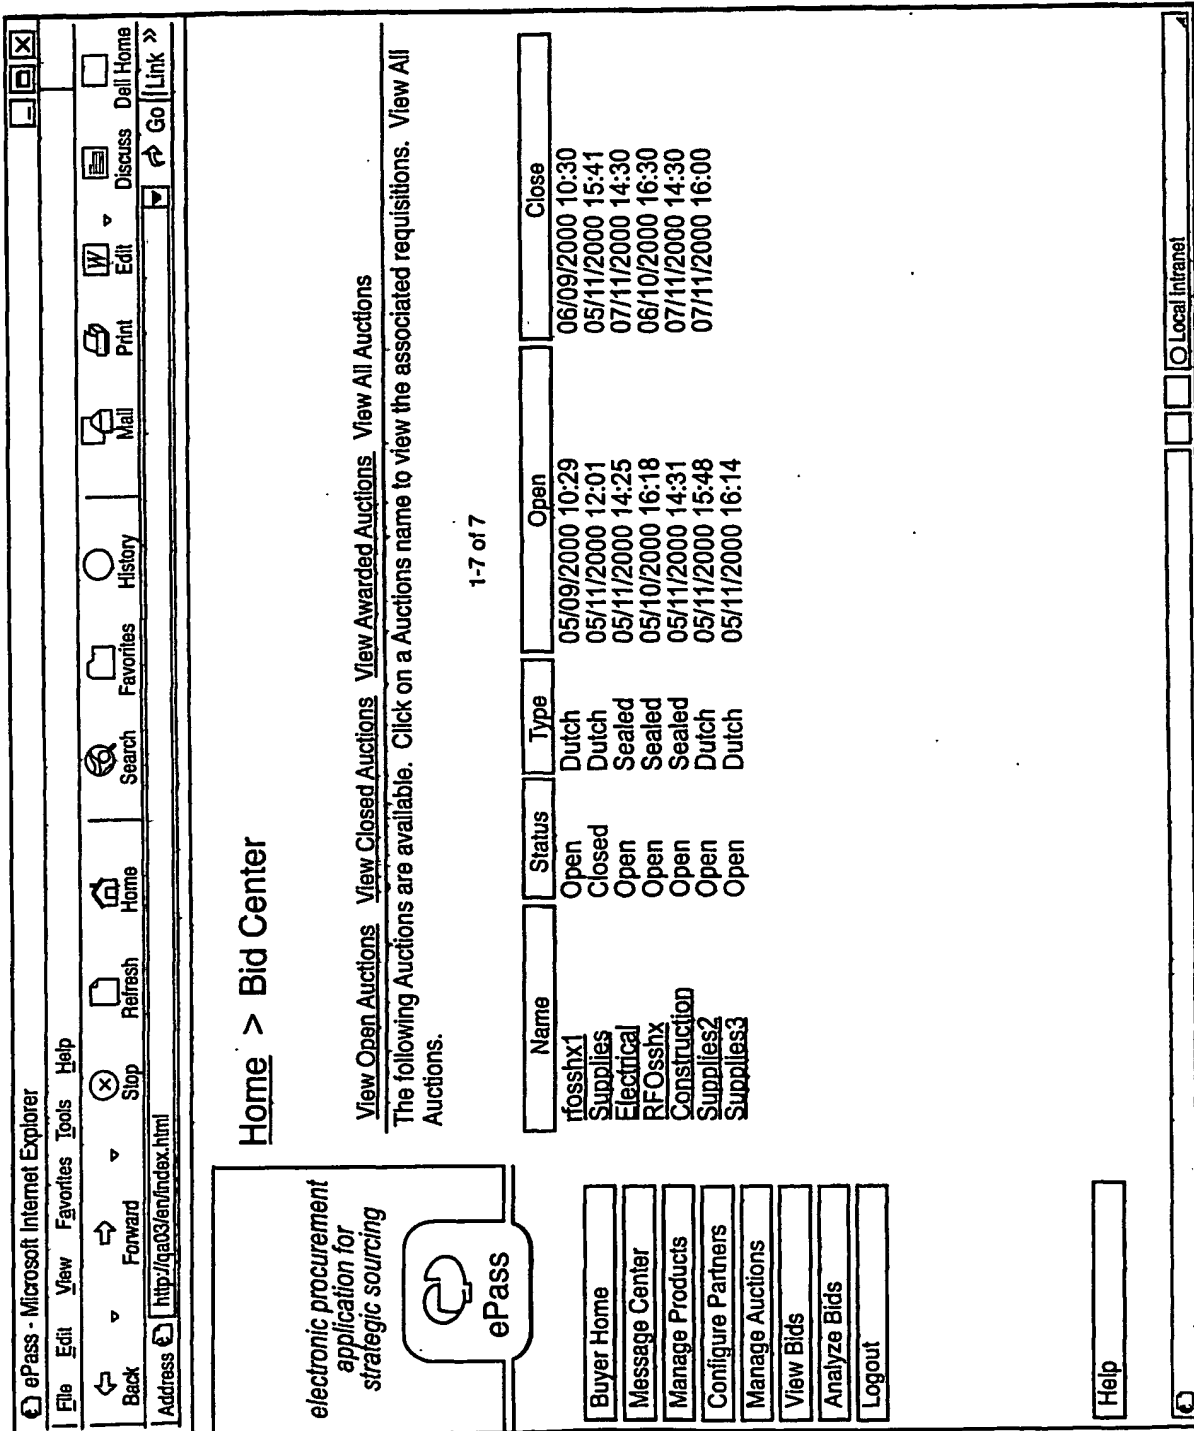 ePass - Microsoft Internet Explorer
File Edit View Favorites Tools Help
Back Forward Stop Refresh Home Search Favorites History Mail Print Edit Discuss Dell Home
Address http://qa03/en/index.html Go Link »
electronic procurement
application for
strategic sourcing
ePass
Buyer Home
Message Center
Manage Products
Configure Partners
Manage Auctions
View Bids
Analyze Bids
Logout
Help
Home > Bid Center
View Open Auctions View Closed Auctions View Awarded Auctions View All Auctions
The following Auctions are available. Click on a Auctions name to view the associated requisitions. View All
Auctions.
1-7 of 7
Name Status Type Open Close
rfosshx1 Open Dutch 05/09/2000 10:29 06/09/2000 10:30
Supplies Closed Dutch 05/11/2000 12:01 05/11/2000 15:41
Electrical Open Sealed 05/11/2000 14:25 07/11/2000 14:30
RFOsshx Open Sealed 05/10/2000 16:18 06/10/2000 16:30
Construction Open Sealed 05/11/2000 14:31 07/11/2000 14:30
Supplies2 Open Dutch 05/11/2000 15:48 07/11/2000 16:00
Supplies3 Open Dutch 05/11/2000 16:14
Local intranet